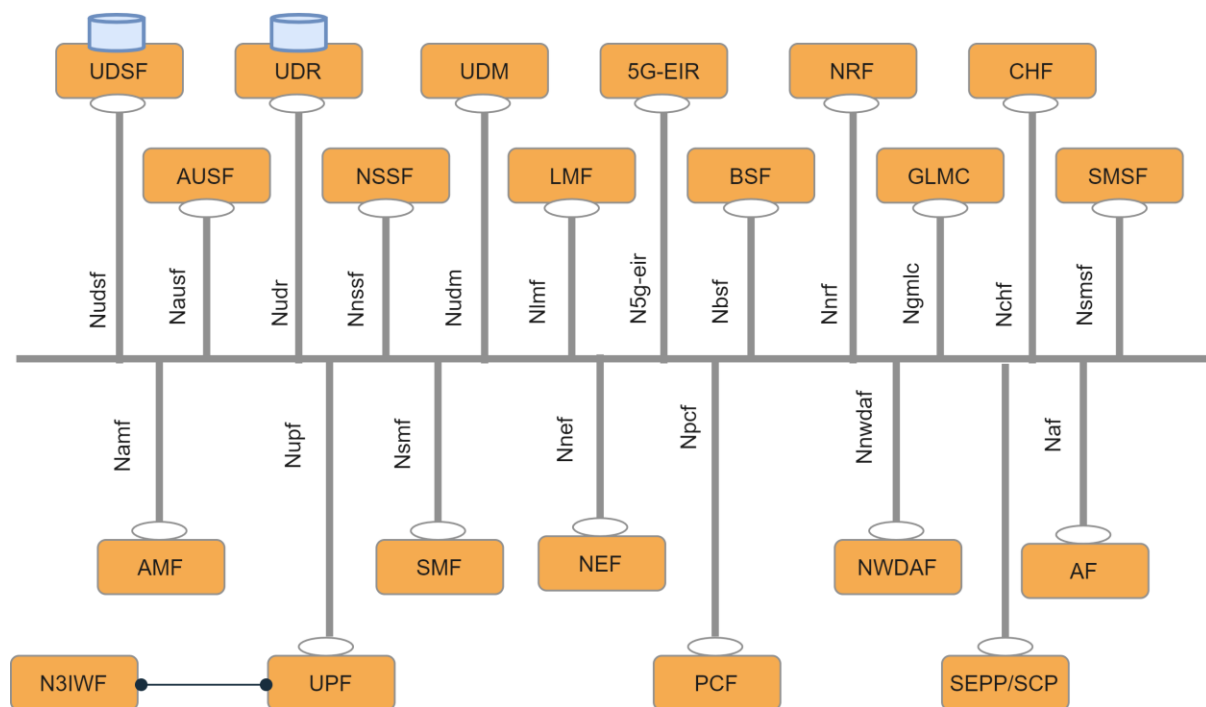 UDSF
UDR
UDM
5G-EIR
NRF
CHF
AUSF
NSSF
LMF
BSF
GLMC
SMSF
Nudsf
Nausf
Nudr
Nnssf
Nudm
Nlmf
N5g-eir
Nbsf
Nnrf
Ngmlc
Nchf
Nsmsf
Namf
Nupf
Nsmf
Nnef
Npcf
Nnwdaf
Naf
AMF
SMF
NEF
NWDAF
AF
N3IWF
UPF
PCF
SEPP/SCP